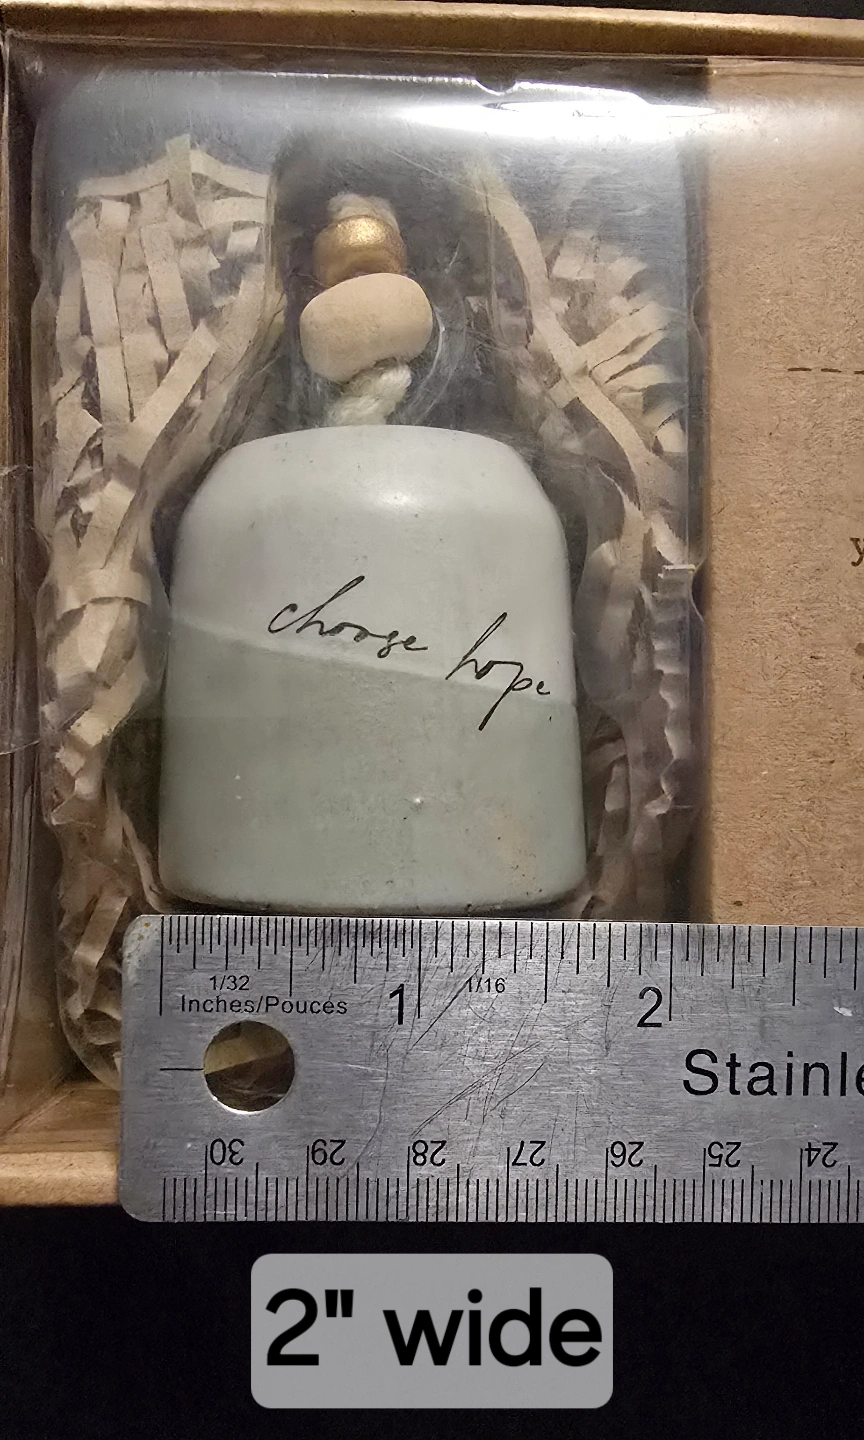 choose hope
y
1/32
Inches/Pouces
1
1/16
2
Stainle
30
29
28
27
26
25
24
2" wide